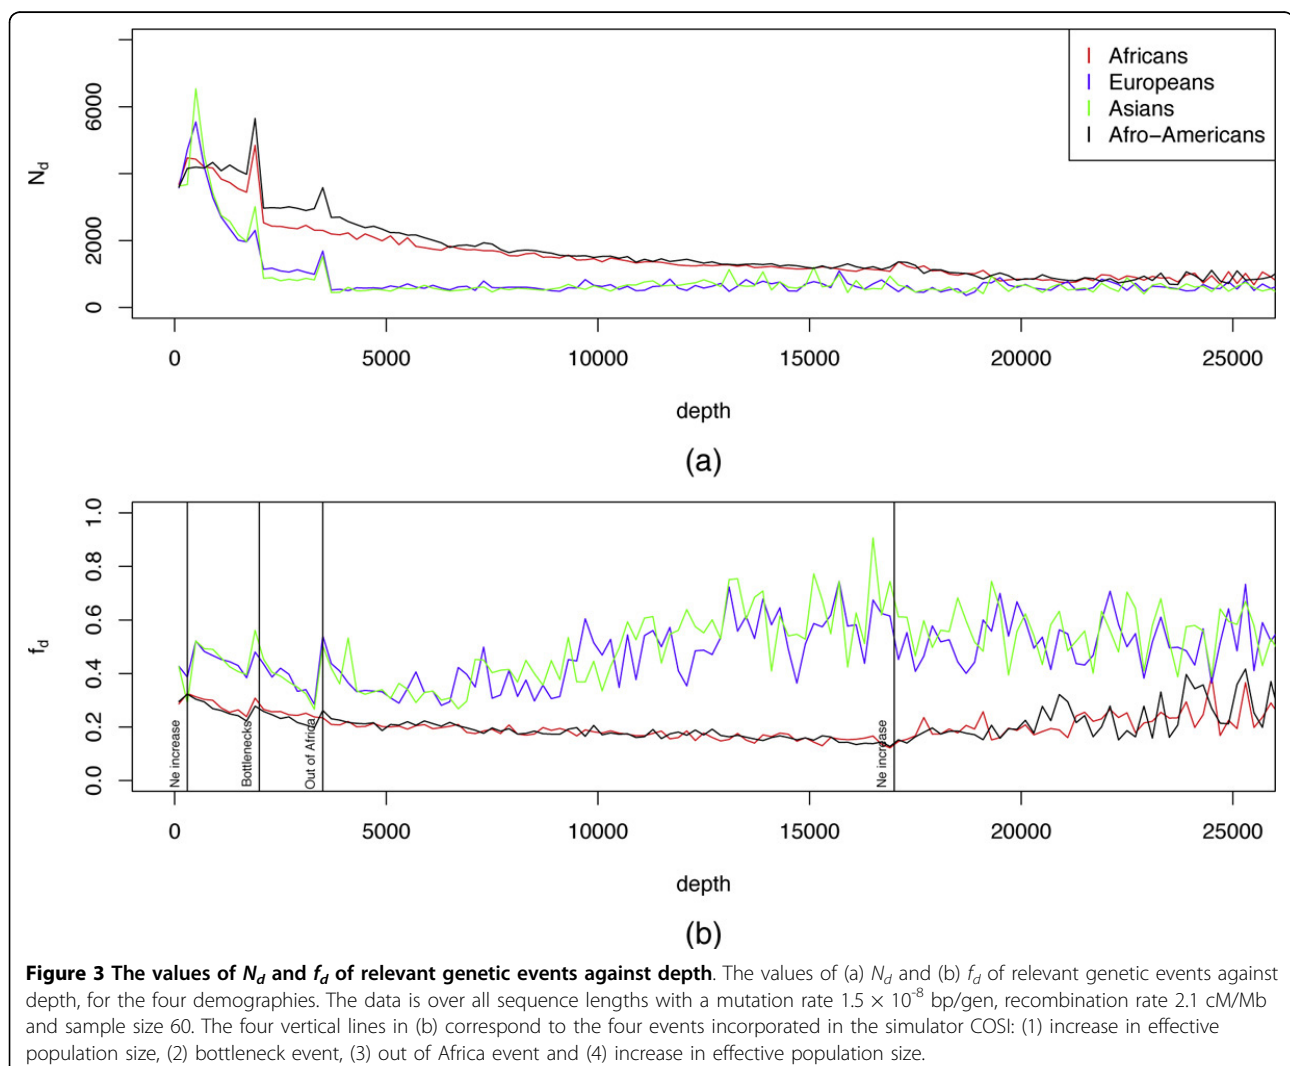 Africans
Europeans
Asians
Afro-Americans
6000
2000
0
N_d
0 5000 10000 15000 20000 25000
depth
(a)
1.0
0.8
0.6
0.4
0.2
0.0
f_d
Ne increase
Bottlenecks
Out of Africa
Ne increase
0 5000 10000 15000 20000 25000
depth
(b)
Figure 3 The values of N_d and f_d of relevant genetic events against depth. The values of (a) N_d and (b) f_d of relevant genetic events against
depth, for the four demographies. The data is over all sequence lengths with a mutation rate 1.5 × 10⁻⁸ bp/gen, recombination rate 2.1 cM/Mb
and sample size 60. The four vertical lines in (b) correspond to the four events incorporated in the simulator COSI: (1) increase in effective
population size, (2) bottleneck event, (3) out of Africa event and (4) increase in effective population size.